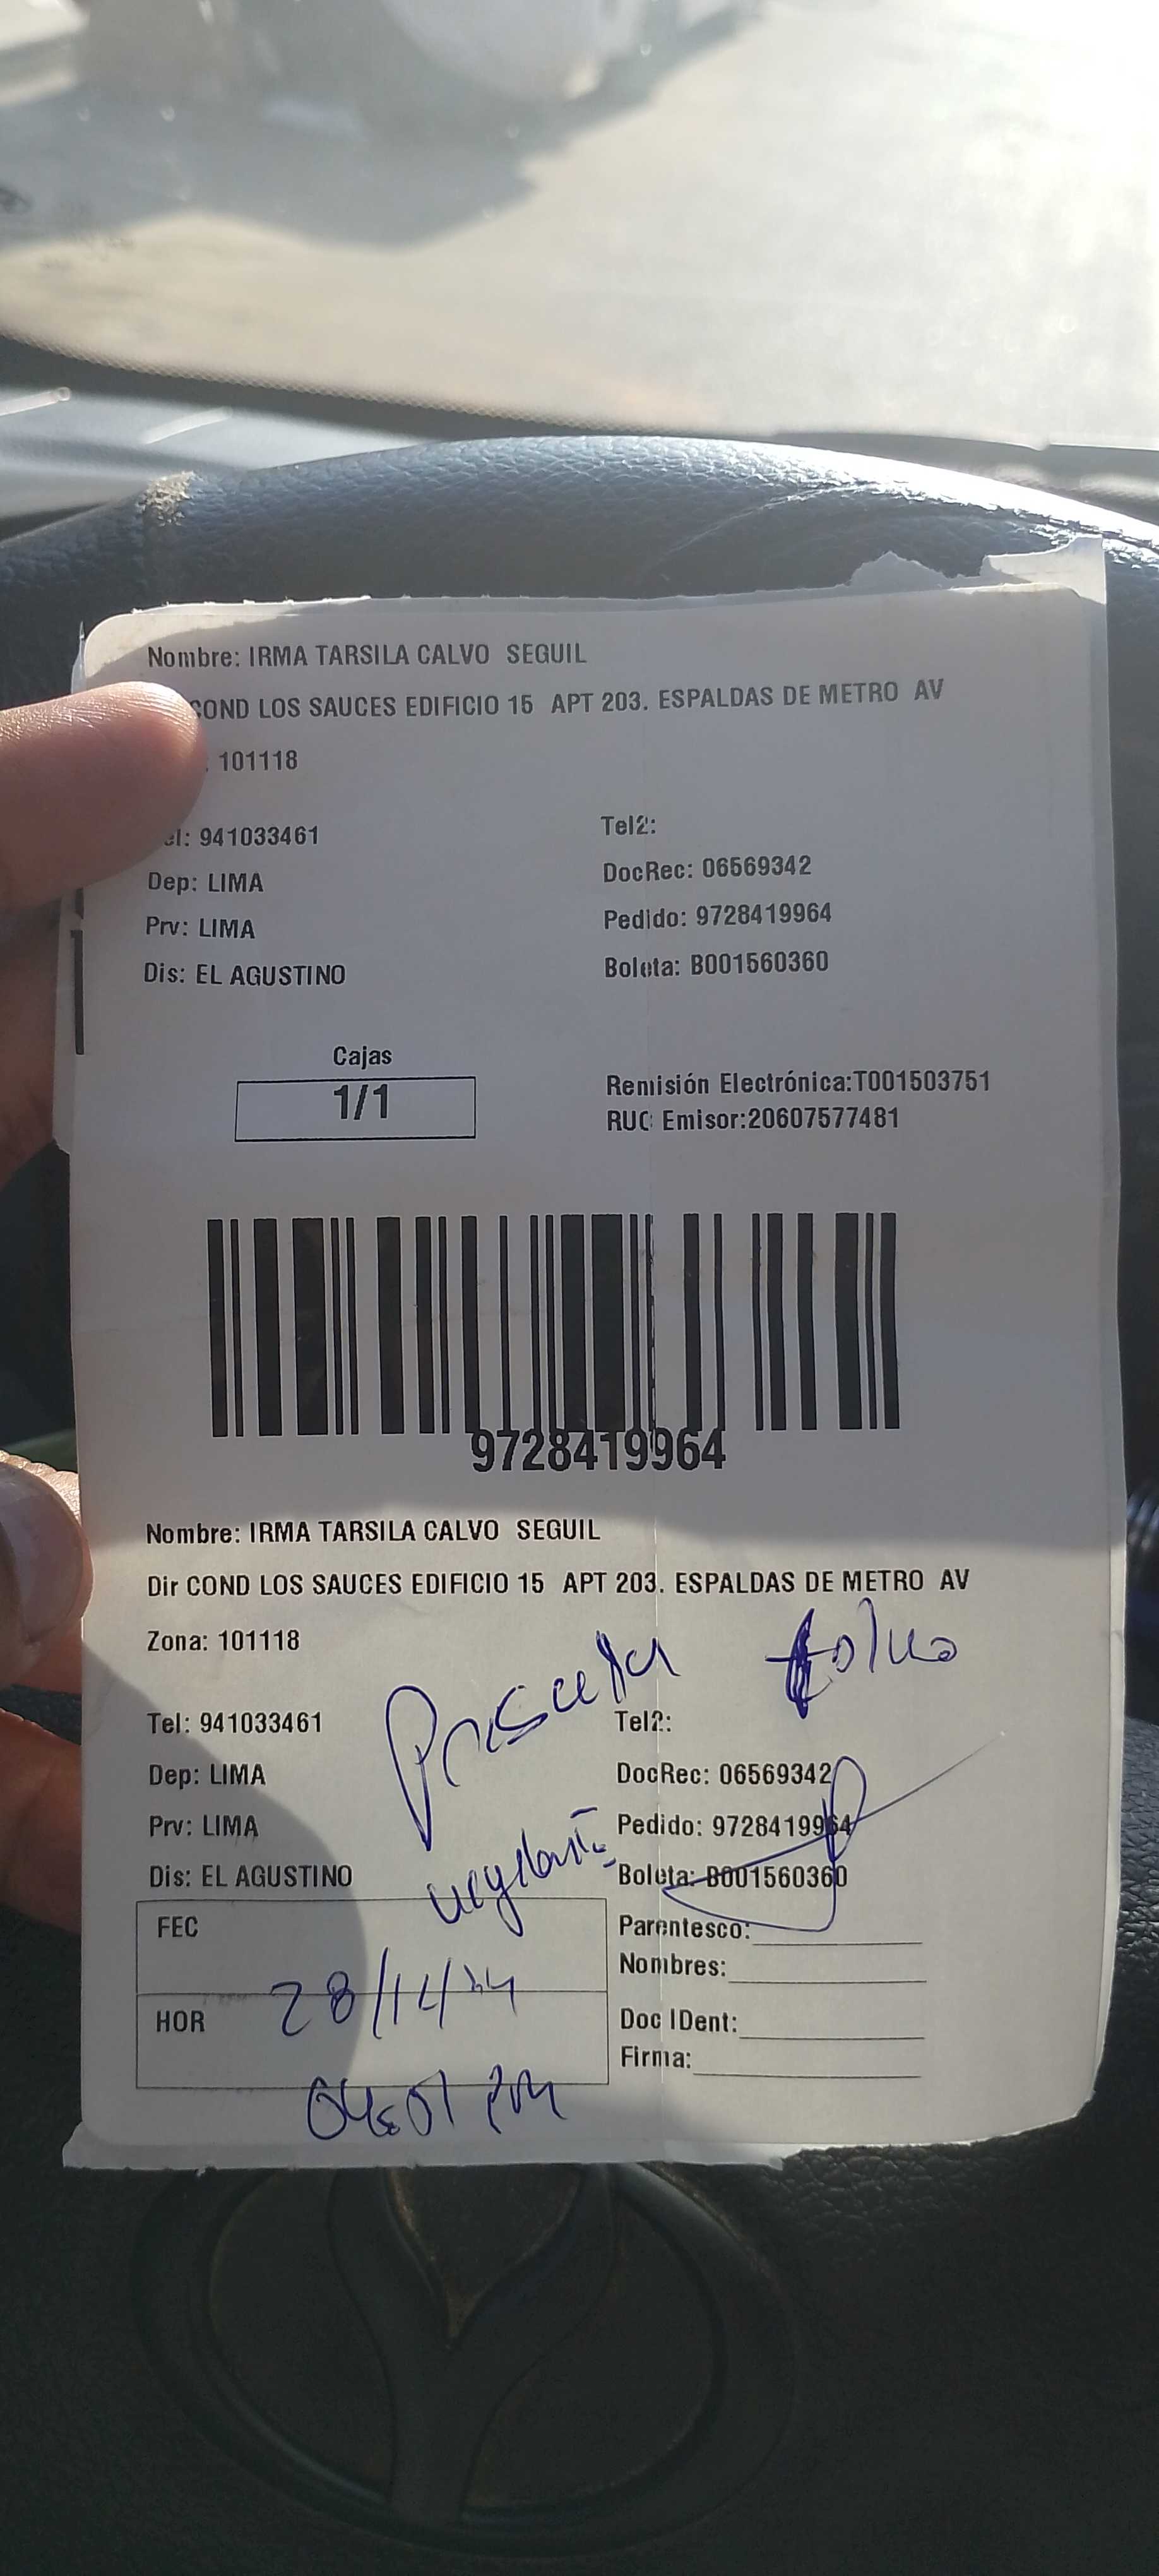 Nombre: IRMA TARSILA CALVO SEGUIL
COND LOS SAUCES EDIFICIO 15 APT 203. ESPALDAS DE METRO AV
101118
el: 941033461
Tel2:
Dep: LIMA
DocRec: 06569342
Prv: LIMA
Pedido: 9728419964
Dis: EL AGUSTINO
Boleta: B001560360
Cajas
1/1
Remisión Electrónica:T001503751
RUC Emisor:20607577481
9728419964
Nombre: IRMA TARSILA CALVO SEGUIL
Dir COND LOS SAUCES EDIFICIO 15 APT 203. ESPALDAS DE METRO AV
Zona: 101118
Tel: 941033461
Tel2:
Dep: LIMA
DocRec: 06569342
Prv: LIMA
Pedido: 9728419964
Dis: EL AGUSTINO
Boleta: B001560360
FEC
Parentesco:
Nombres:
HOR
Doc IDent:
Firma: